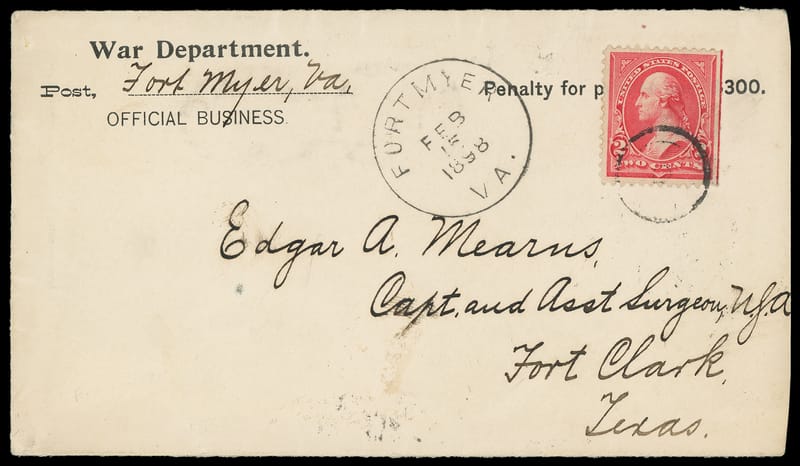 War Department.
Post, Fort Myer, Va,
OFFICIAL BUSINESS.
Penalty for p 300.
FORT MYER
FEB
1898
VA.
UNITED STATES POSTAGE
2
CENTS
Edgar A. Mearns,
Capt. and Asst Surgeon, U.S.A
Fort Clark,
Texas.